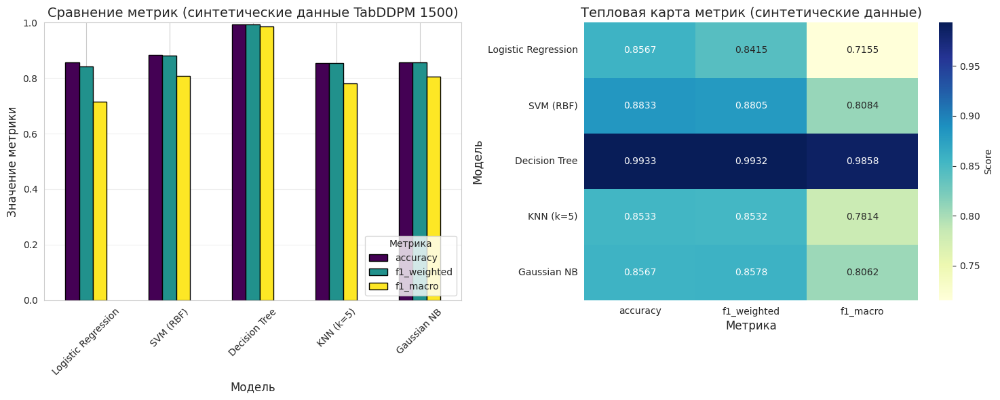 Сравнение метрик (синтетические данные TabDDPM 1500)
Значение метрики
1.0
0.8
0.6
0.4
0.2
0.0
Метрика
accuracy
f1_weighted
f1_macro
Logistic Regression
SVM (RBF)
Decision Tree
KNN (k=5)
Gaussian NB
Модель
Тепловая карта метрик (синтетические данные)
Модель
Logistic Regression 0.8567 0.8415 0.7155
SVM (RBF) 0.8833 0.8805 0.8084
Decision Tree 0.9933 0.9932 0.9858
KNN (k=5) 0.8533 0.8532 0.7814
Gaussian NB 0.8567 0.8578 0.8062
accuracy f1_weighted f1_macro
Метрика
0.95
0.90
0.85
0.80
0.75
Score